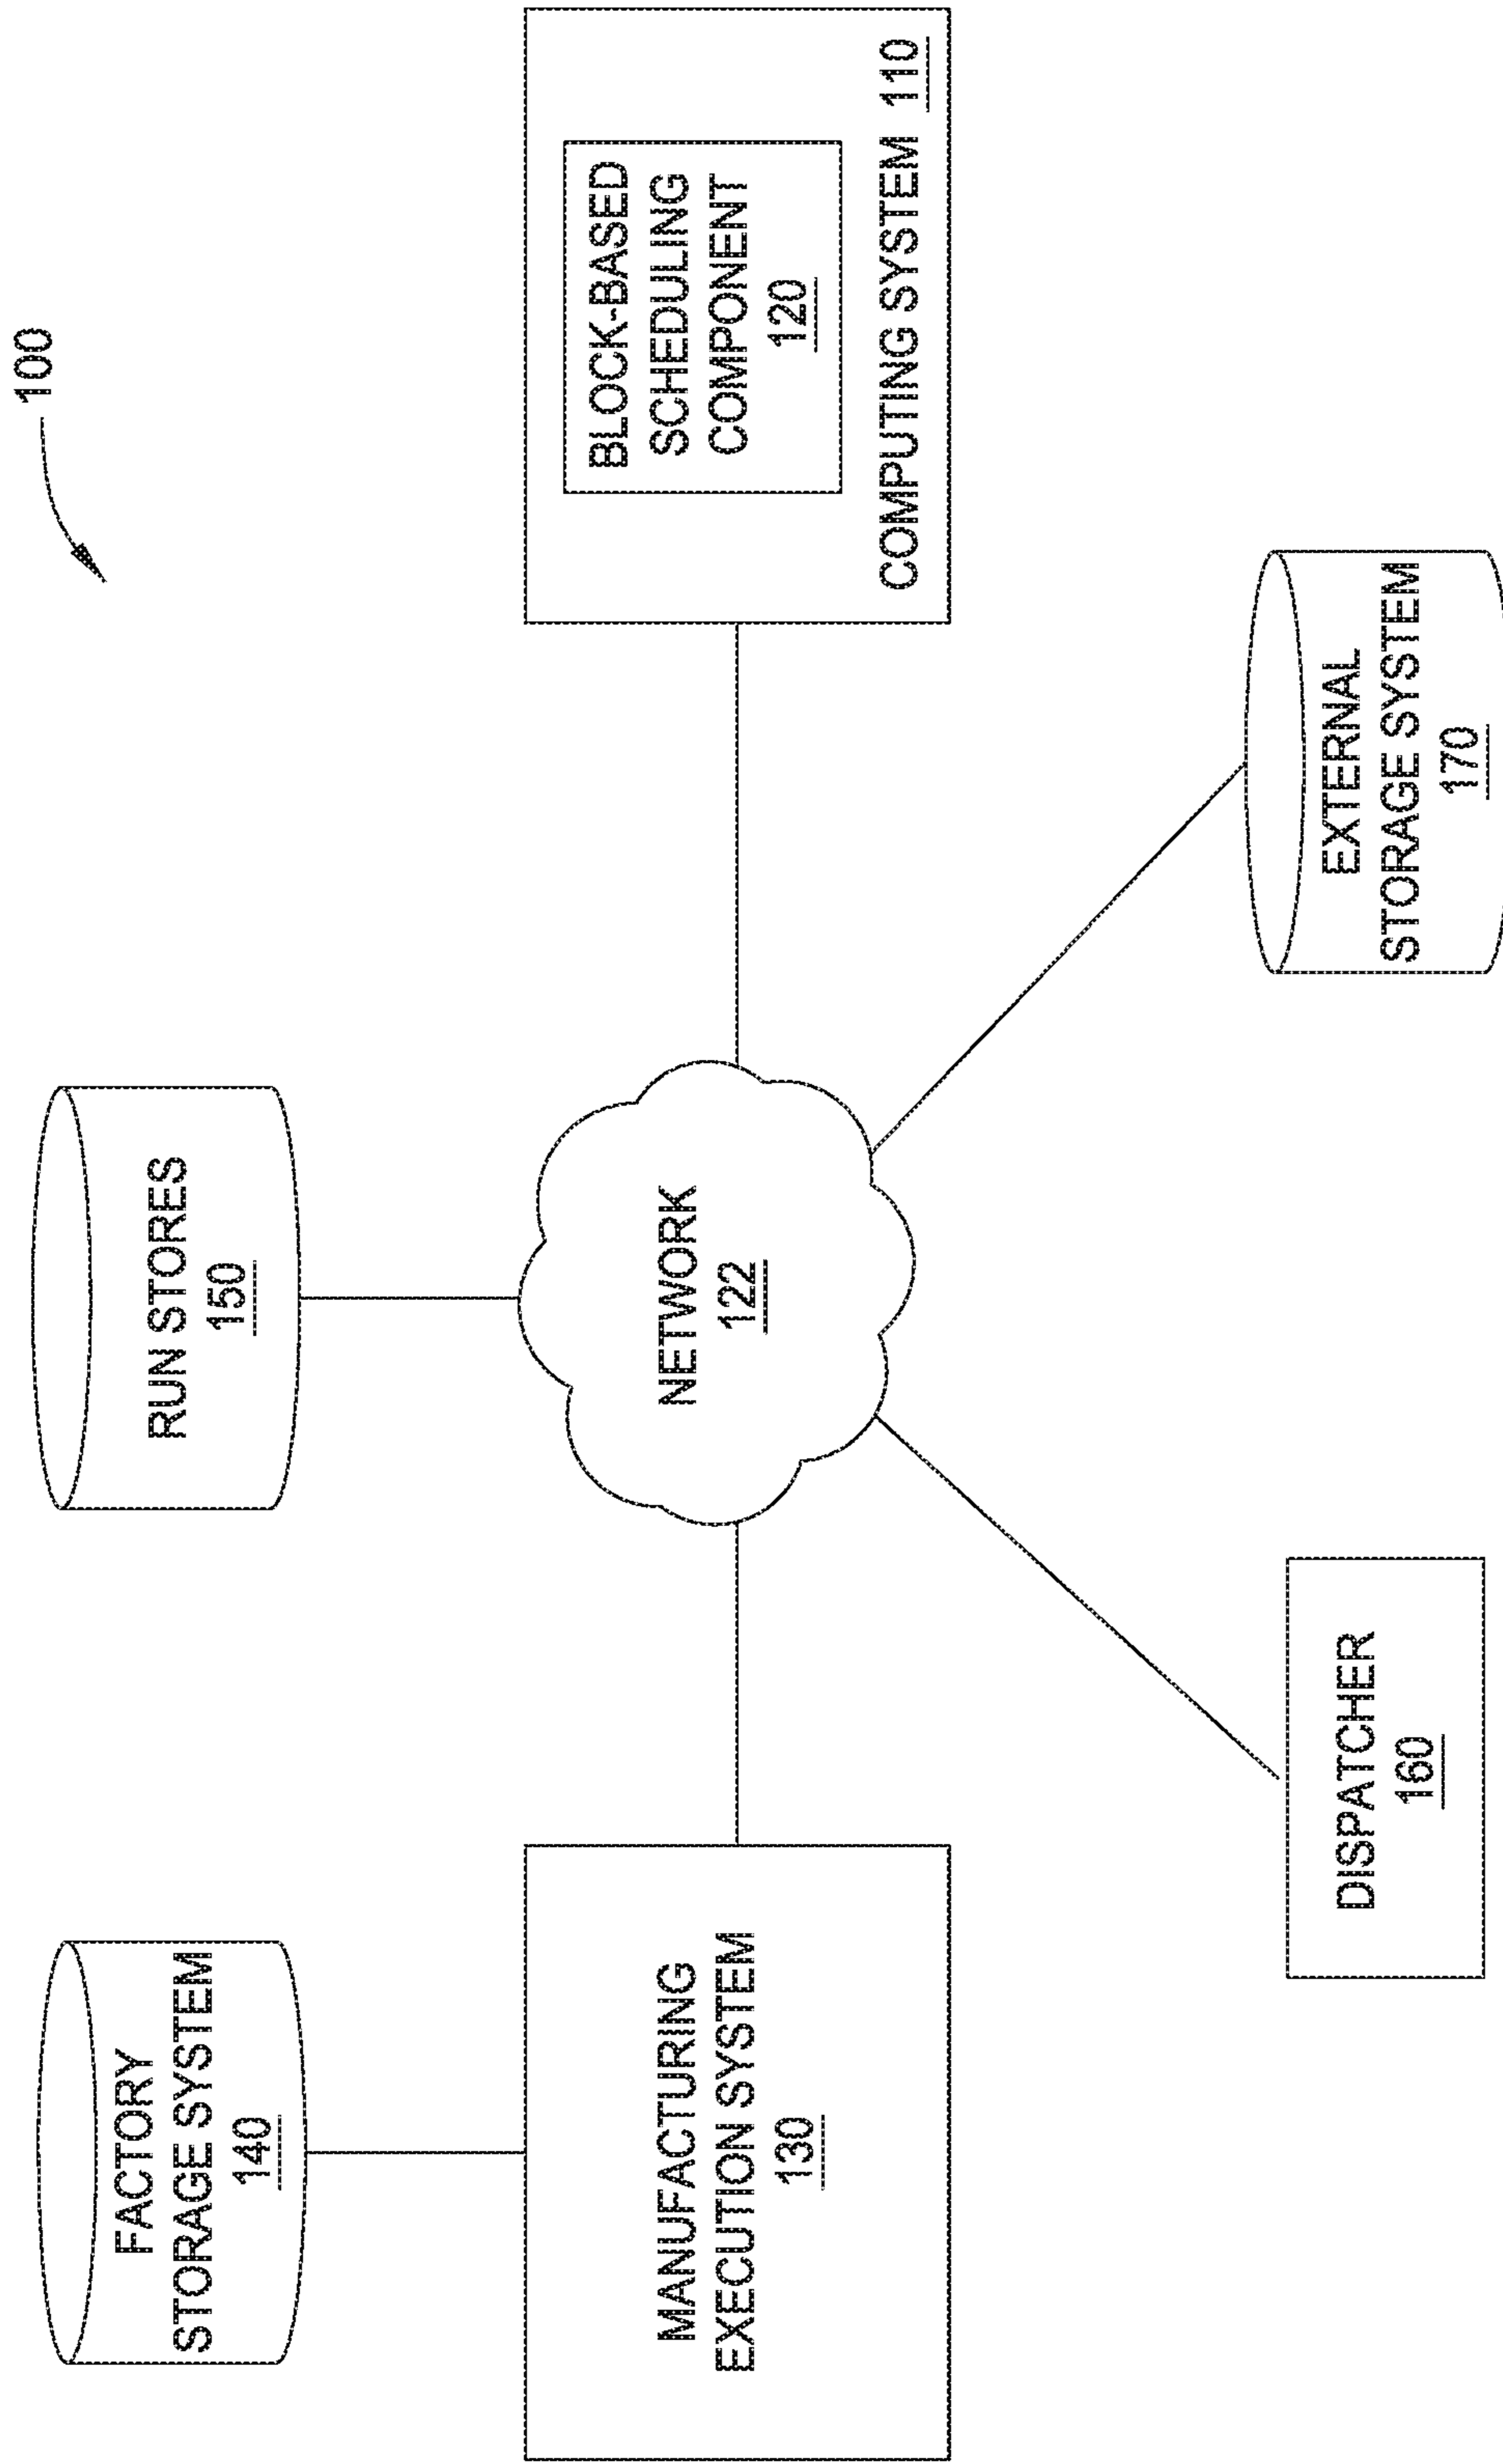 100
FACTORY
STORAGE SYSTEM
140
RUN STORES
150
MANUFACTURING
EXECUTION SYSTEM
130
NETWORK
122
BLOCK-BASED
SCHEDULING
COMPONENT
120
COMPUTING SYSTEM 110
DISPATCHER
160
EXTERNAL
STORAGE SYSTEM
170